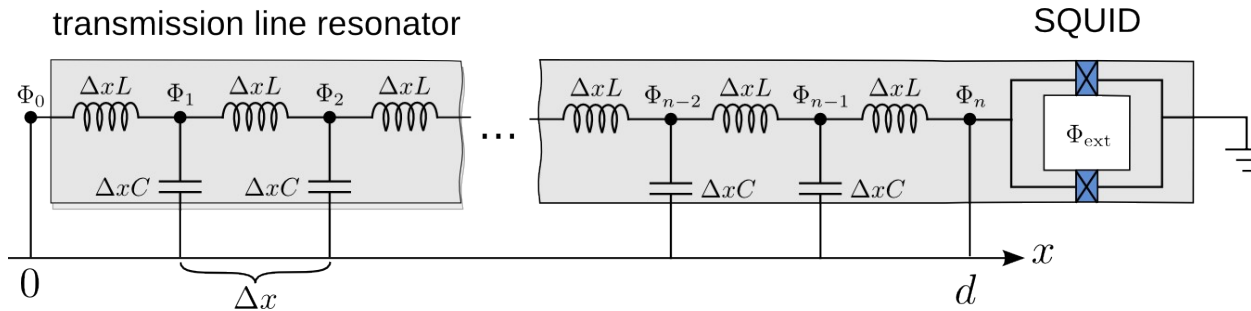 transmission line resonator
SQUID
Φ₀ ΔxL Φ₁ ΔxL Φ₂ ΔxL ... ΔxL Φₙ₋₂ ΔxL Φₙ₋₁ ΔxL Φₙ
Φ_ext
ΔxC ΔxC ΔxC ΔxC
0 Δx d x